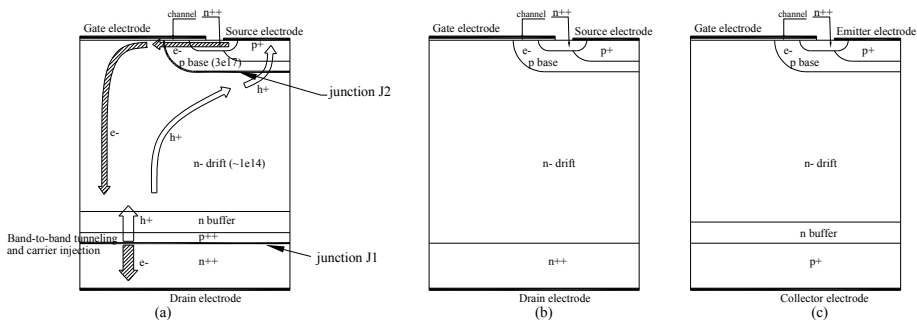 Gate electrode
channel
n++
Source electrode
e-
p+
p base (3e17)
h+
junction J2
e-
h+
n- drift (~1e14)
h+
n buffer
Band-to-band tunneling
and carrier injection
p++
e-
n++
junction J1
Drain electrode
(a)
Gate electrode
channel
n++
Source electrode
e-
p+
p base
n- drift
n++
Drain electrode
(b)
Gate electrode
channel
n++
Emitter electrode
e-
p+
p base
n- drift
n buffer
p+
Collector electrode
(c)